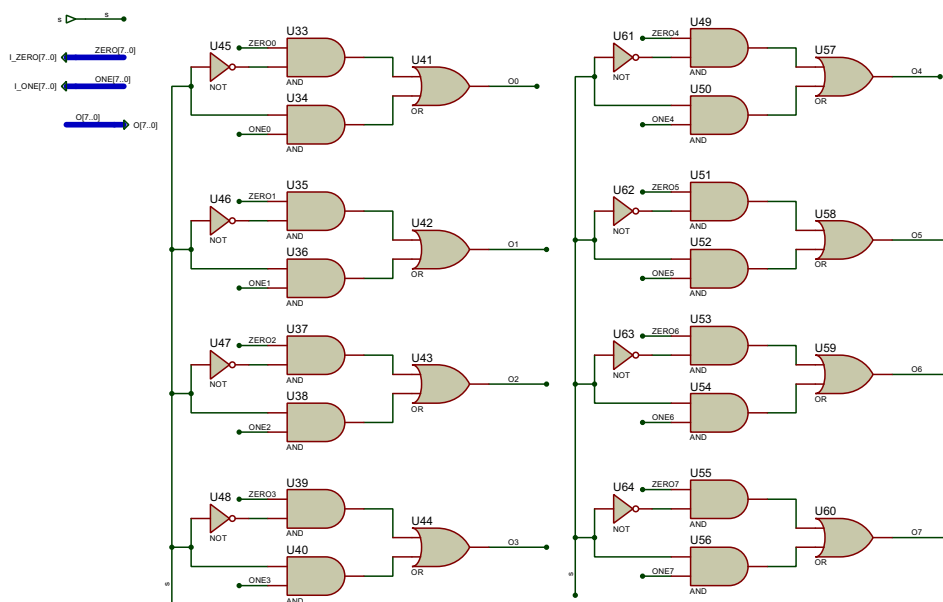 s
s
ZERO[7..0]
I_ZERO[7..0]
ONE[7..0]
I_ONE[7..0]
O[7..0]
O[7..0]
U45
NOT
ZERO0
U33
AND
U34
ONE0
AND
U41
OR
O0
U46
NOT
ZERO1
U35
AND
U36
ONE1
AND
U42
OR
O1
U47
NOT
ZERO2
U37
AND
U38
ONE2
AND
U43
OR
O2
U48
NOT
ZERO3
U39
AND
U40
ONE3
AND
U44
OR
O3
s
U61
NOT
ZERO4
U49
AND
U50
ONE4
AND
U57
OR
O4
U62
NOT
ZERO5
U51
AND
U52
ONE5
AND
U58
OR
O5
U63
NOT
ZERO6
U53
AND
U54
ONE6
AND
U59
OR
O6
U64
NOT
ZERO7
U55
AND
U56
ONE7
AND
U60
OR
O7
s